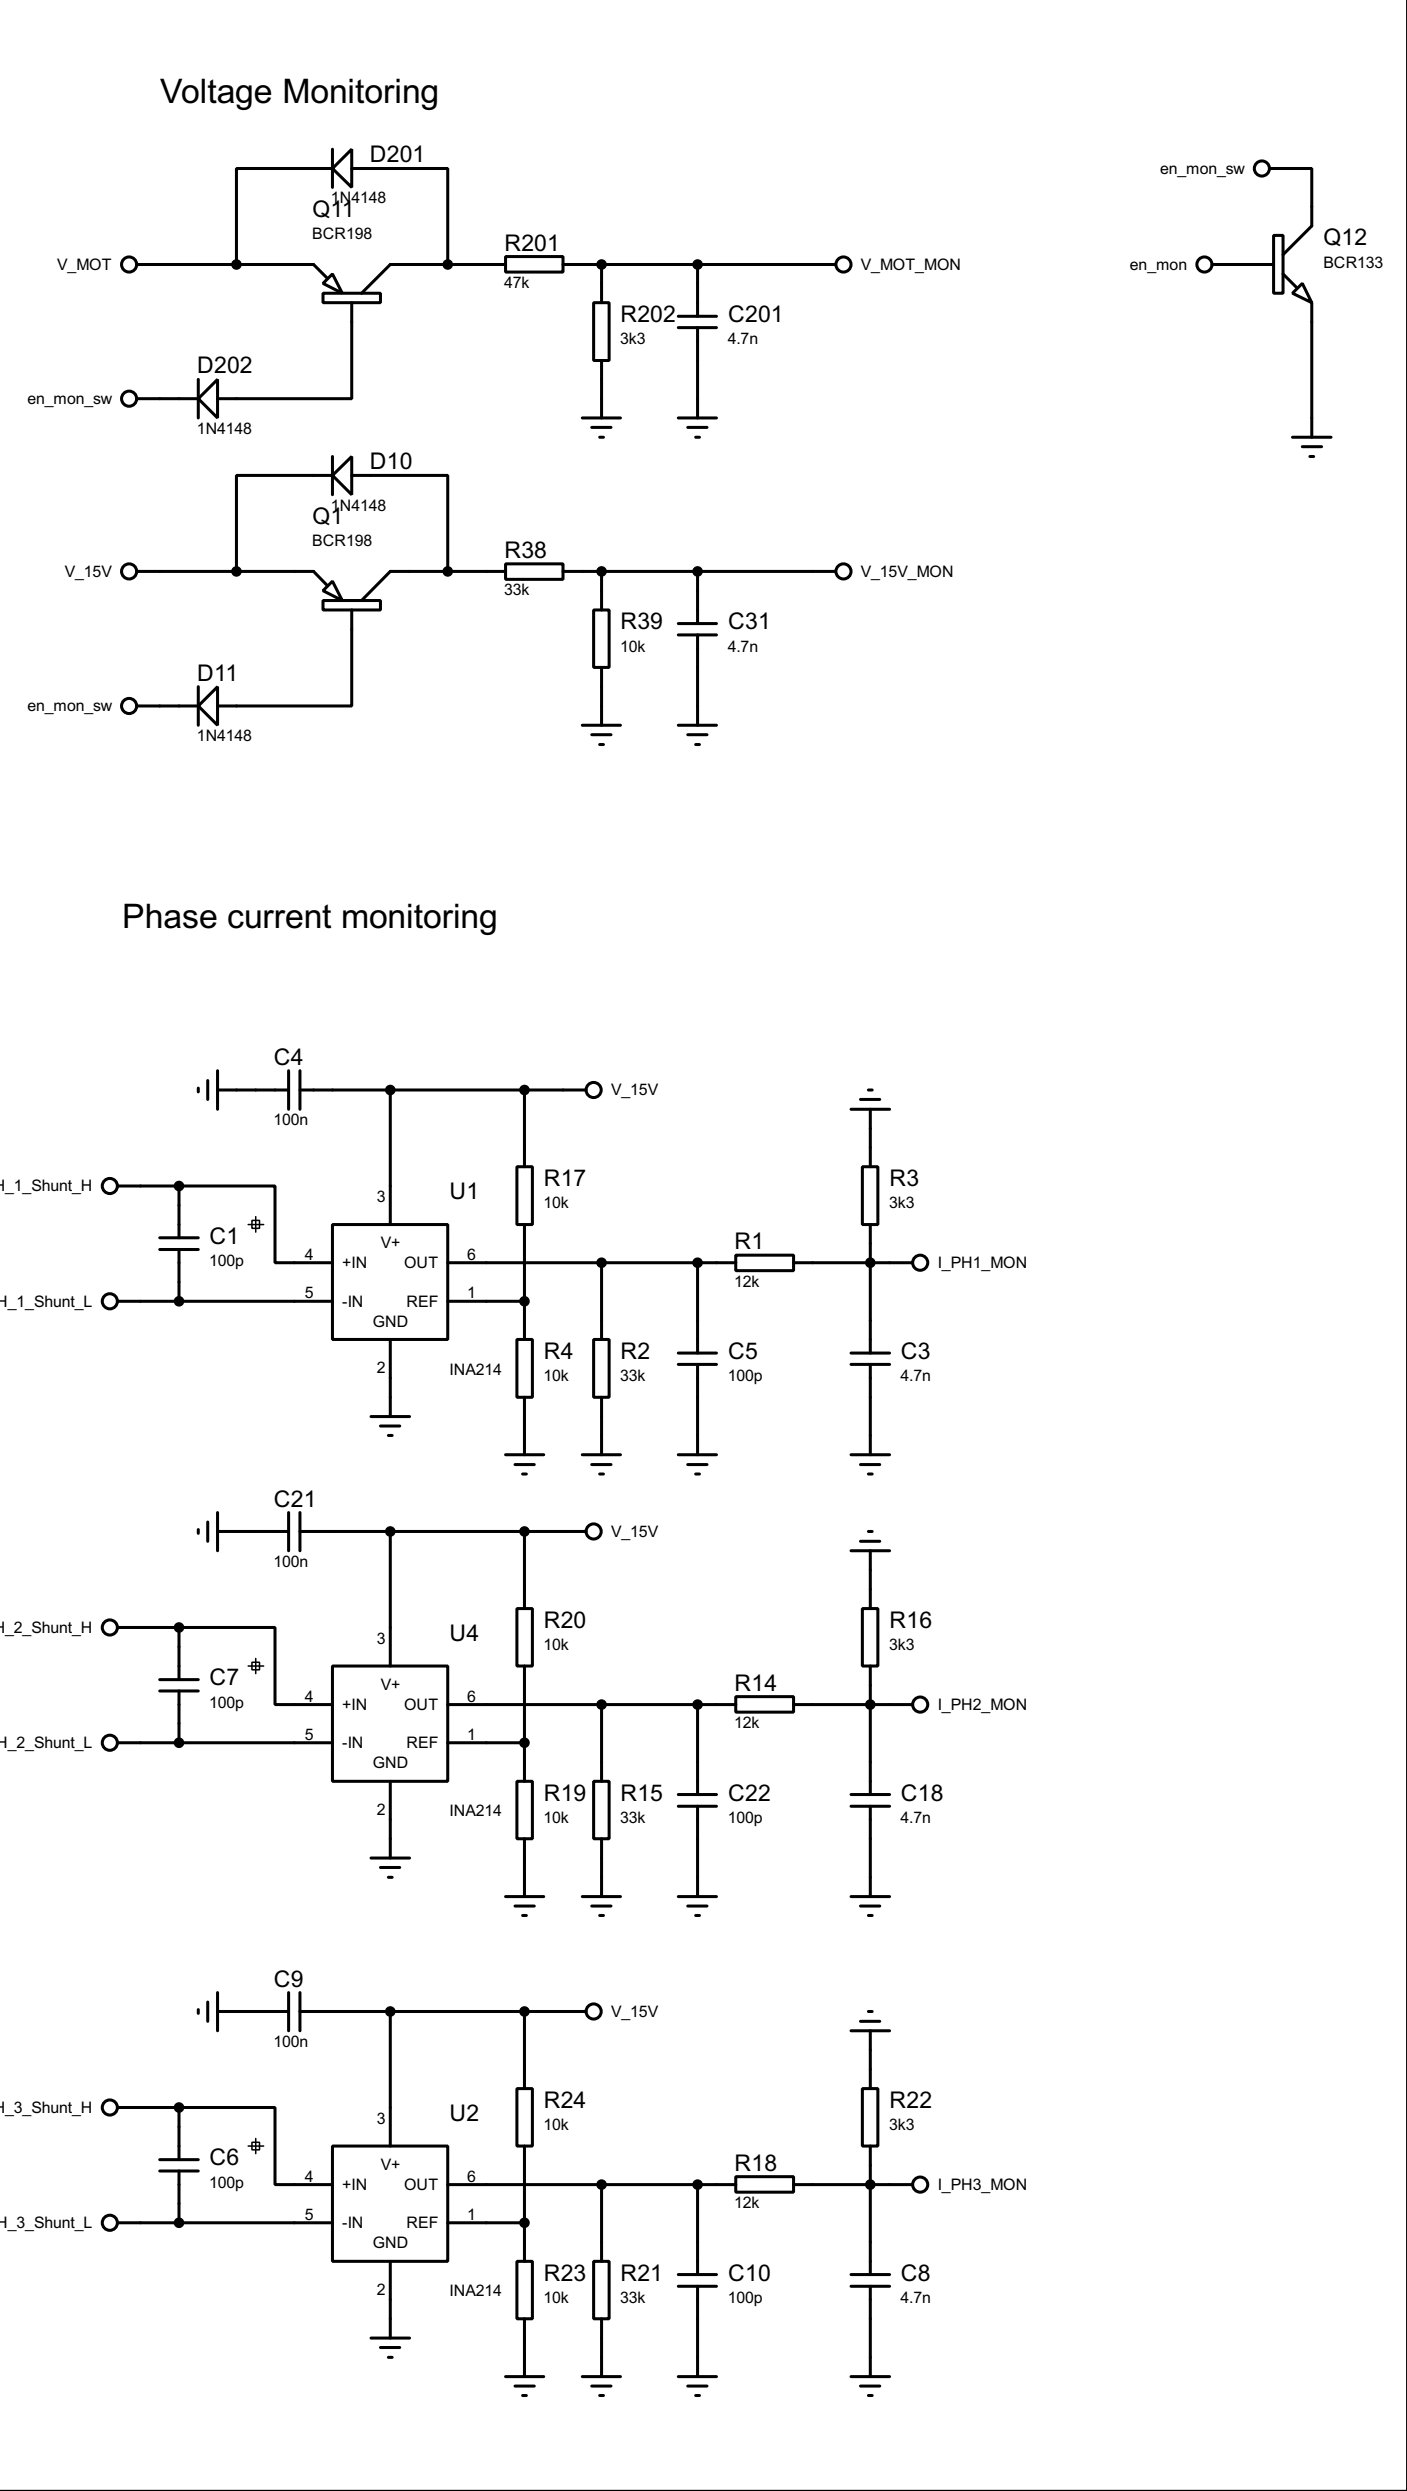 Voltage Monitoring
D201
1N4148
Q11
BCR198
V_MOT
R201
47k
V_MOT_MON
R202
3k3
C201
4.7n
D202
en_mon_sw
1N4148
en_mon_sw
Q12
BCR133
en_mon
D10
1N4148
Q1
BCR198
V_15V
R38
33k
V_15V_MON
R39
10k
C31
4.7n
D11
en_mon_sw
1N4148
Phase current monitoring
C4
100n
V_15V
H_1_Shunt_H
C1
100p
H_1_Shunt_L
3
U1
V+
4
+IN
OUT
6
5
-IN
REF
1
GND
2
INA214
R17
10k
R4
10k
R2
33k
C5
100p
R1
12k
R3
3k3
I_PH1_MON
C3
4.7n
C21
100n
V_15V
H_2_Shunt_H
C7
100p
H_2_Shunt_L
3
U4
V+
4
+IN
OUT
6
5
-IN
REF
1
GND
2
INA214
R20
10k
R19
10k
R15
33k
C22
100p
R14
12k
R16
3k3
I_PH2_MON
C18
4.7n
C9
100n
V_15V
H_3_Shunt_H
C6
100p
H_3_Shunt_L
3
U2
V+
4
+IN
OUT
6
5
-IN
REF
1
GND
2
INA214
R24
10k
R23
10k
R21
33k
C10
100p
R18
12k
R22
3k3
I_PH3_MON
C8
4.7n